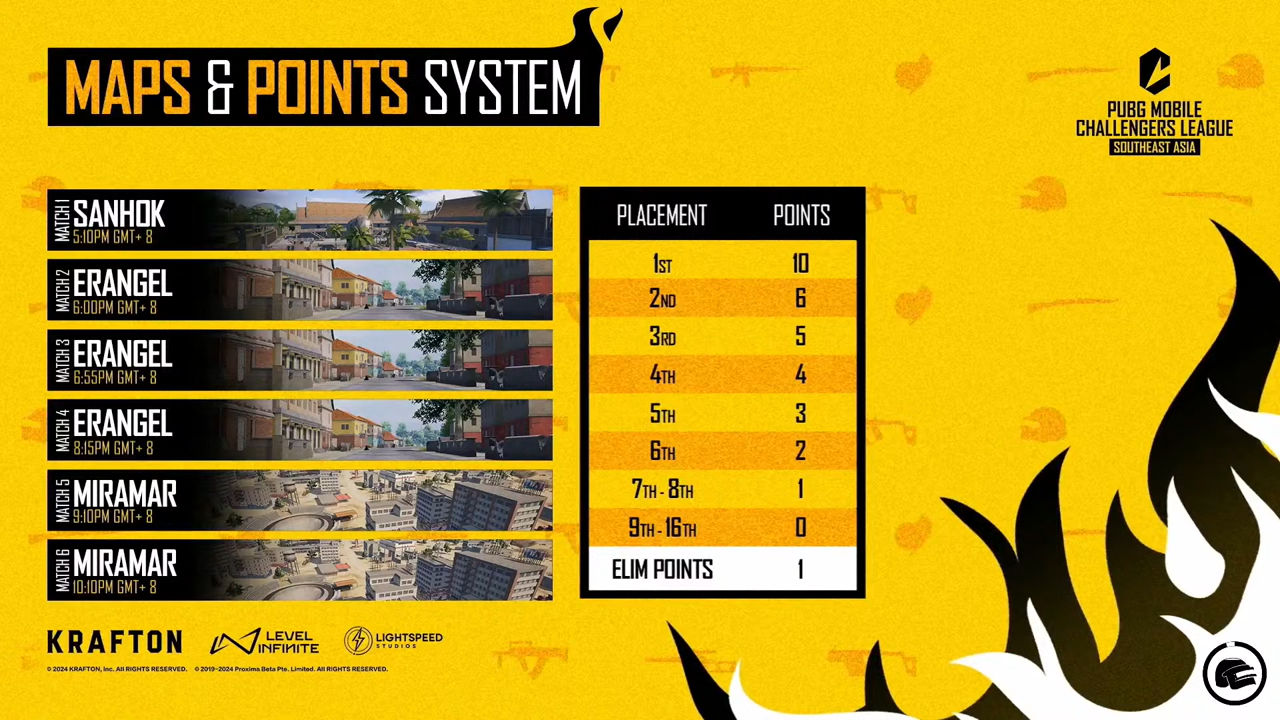 MAPS & POINTS SYSTEM
PUBG MOBILE
CHALLENGERS LEAGUE
SOUTHEAST ASIA
MATCH 1
SANHOK
5:10PM GMT+ 8
MATCH 2
ERANGEL
6:00PM GMT+ 8
MATCH 3
ERANGEL
6:55PM GMT+ 8
MATCH 4
ERANGEL
8:15PM GMT+ 8
MATCH 5
MIRAMAR
9:10PM GMT+ 8
MATCH 6
MIRAMAR
10:10PM GMT+ 8
PLACEMENT POINTS
1ST 10
2ND 6
3RD 5
4TH 4
5TH 3
6TH 2
7TH - 8TH 1
9TH - 16TH 0
ELIM POINTS 1
KRAFTON
LEVEL
INFINITE
LIGHTSPEED
STUDIOS
© 2024 KRAFTON, Inc. All RIGHTS RESERVED. © 2019-2024 Proxima Beta Pte. Limited. All RIGHTS RESERVED.